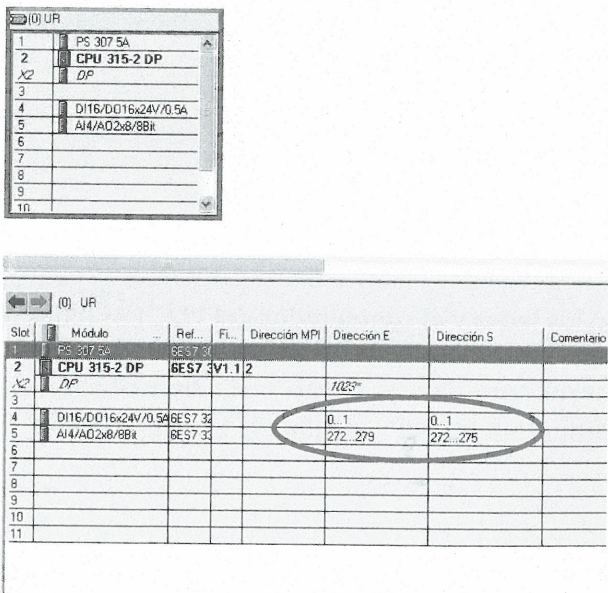 (0) UR
1 PS 307 5A
2 CPU 315-2 DP
X2 DP
3
4 DI16/DO16x24V/0.5A
5 AI4/AO2x8/8Bit
6
7
8
9
10
(0) UR
Slot Módulo ... Ref... Fi... Dirección MPI Dirección E Dirección S Comentario
1 PS 307 5A 6ES7 30
2 CPU 315-2 DP 6ES7 3 V1.1 2
X2 DP 1023*
3
4 DI16/DO16x24V/0.5A 6ES7 32 0...1 0...1
5 AI4/AO2x8/8Bit 6ES7 33 272...279 272...275
6
7
8
9
10
11